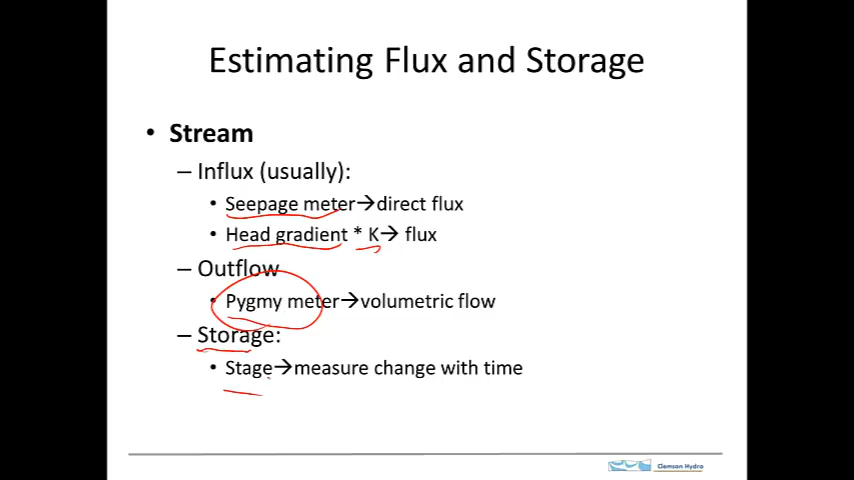 Estimating Flux and Storage
• Stream
– Influx (usually):
• Seepage meter→direct flux
• Head gradient * K→ flux
– Outflow
• Pygmy meter→volumetric flow
– Storage:
• Stage→measure change with time
Clemson Hydro